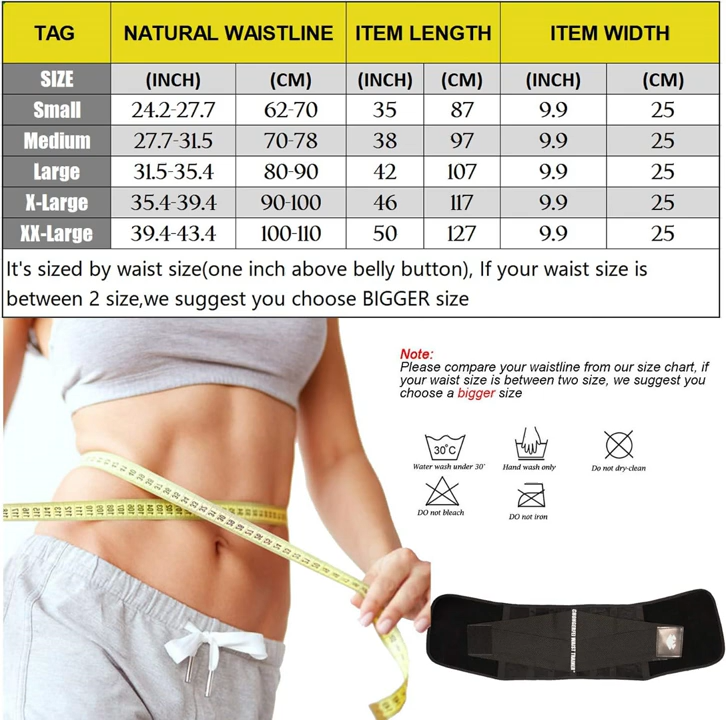 TAG NATURAL WAISTLINE ITEM LENGTH ITEM WIDTH
SIZE (INCH) (CM) (INCH) (CM) (INCH) (CM)
Small 24.2-27.7 62-70 35 87 9.9 25
Medium 27.7-31.5 70-78 38 97 9.9 25
Large 31.5-35.4 80-90 42 107 9.9 25
X-Large 35.4-39.4 90-100 46 117 9.9 25
XX-Large 39.4-43.4 100-110 50 127 9.9 25
It's sized by waist size(one inch above belly button), If your waist size is
between 2 size,we suggest you choose BIGGER size
Note:
Please compare your waistline from our size chart, if
your waist size is between two size, we suggest you
choose a bigger size
30°C
Water wash under 30° Hand wash only Do not dry-clean
DO not bleach DO not iron
WAIST TRAINER